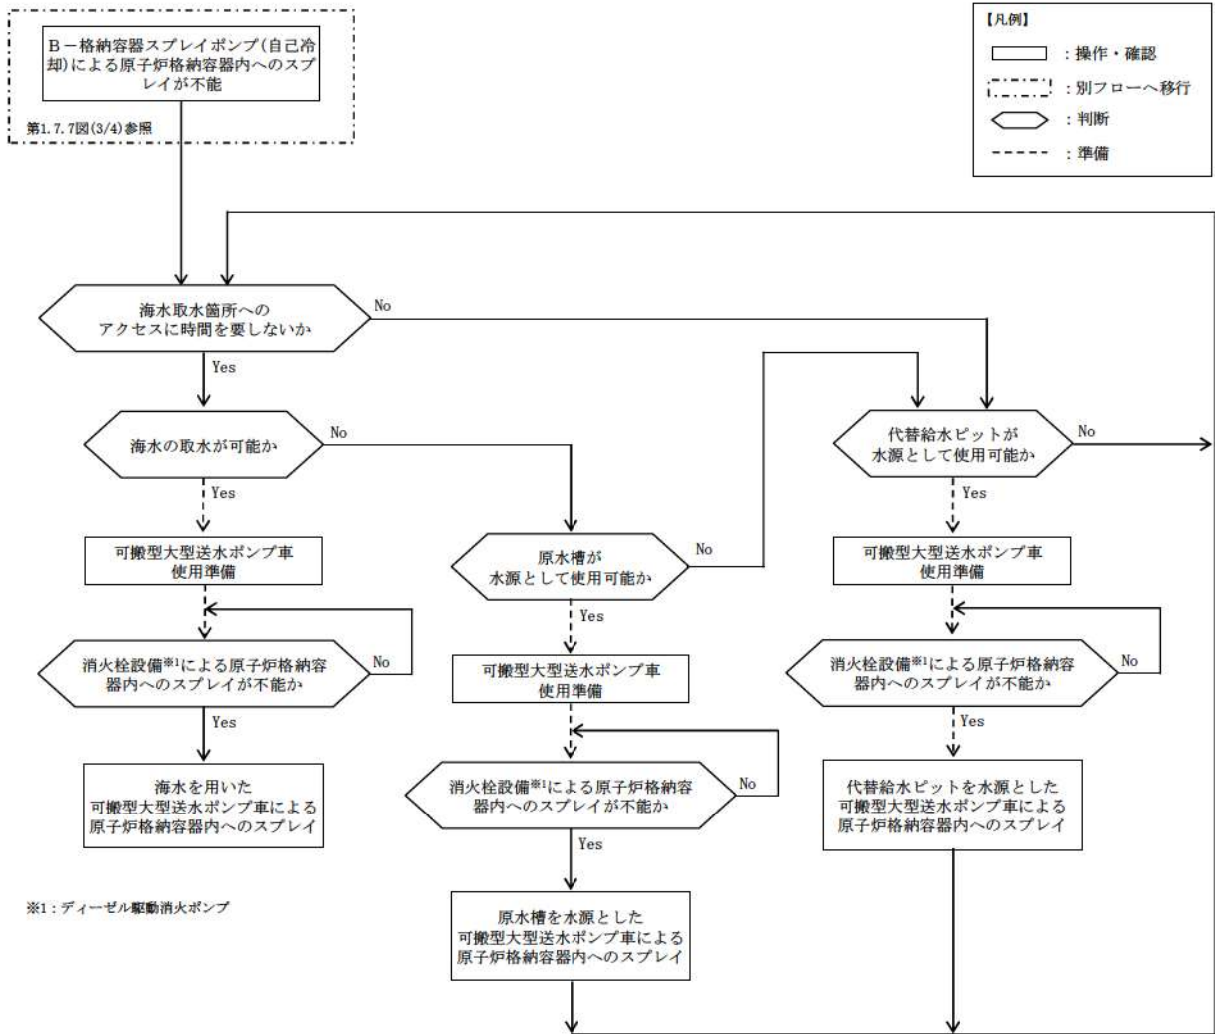 B－格納容器スプレイポンプ(自己冷
却)による原子炉格納容器内へのスプ
レイが不能
第1.7.7図(3/4)参照
【凡例】
：操作・確認
：別フローへ移行
：判断
：準備
海水取水箇所への
アクセスに時間を要しないか
No
Yes
海水の取水が可能か
No
Yes
代替給水ピットが
水源として使用可能か
No
Yes
可搬型大型送水ポンプ車
使用準備
原水槽が
水源として使用可能か
No
Yes
可搬型大型送水ポンプ車
使用準備
消火栓設備※1による原子炉格納容
器内へのスプレイが不能か
No
Yes
可搬型大型送水ポンプ車
使用準備
消火栓設備※1による原子炉格納容
器内へのスプレイが不能か
No
Yes
海水を用いた
可搬型大型送水ポンプ車による
原子炉格納容器内へのスプレイ
消火栓設備※1による原子炉格納容
器内へのスプレイが不能か
No
Yes
代替給水ピットを水源とした
可搬型大型送水ポンプ車による
原子炉格納容器内へのスプレイ
原水槽を水源とした
可搬型大型送水ポンプ車による
原子炉格納容器内へのスプレイ
※1：ディーゼル駆動消火ポンプ